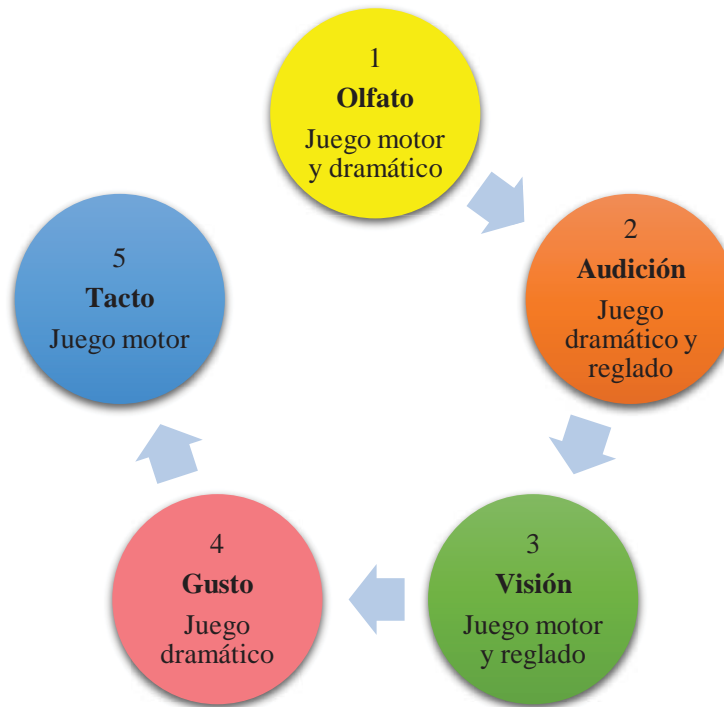 1
Olfato
Juego motor
y dramático
2
Audición
Juego
dramático y
reglado
3
Visión
Juego motor
y reglado
4
Gusto
Juego
dramático
5
Tacto
Juego motor